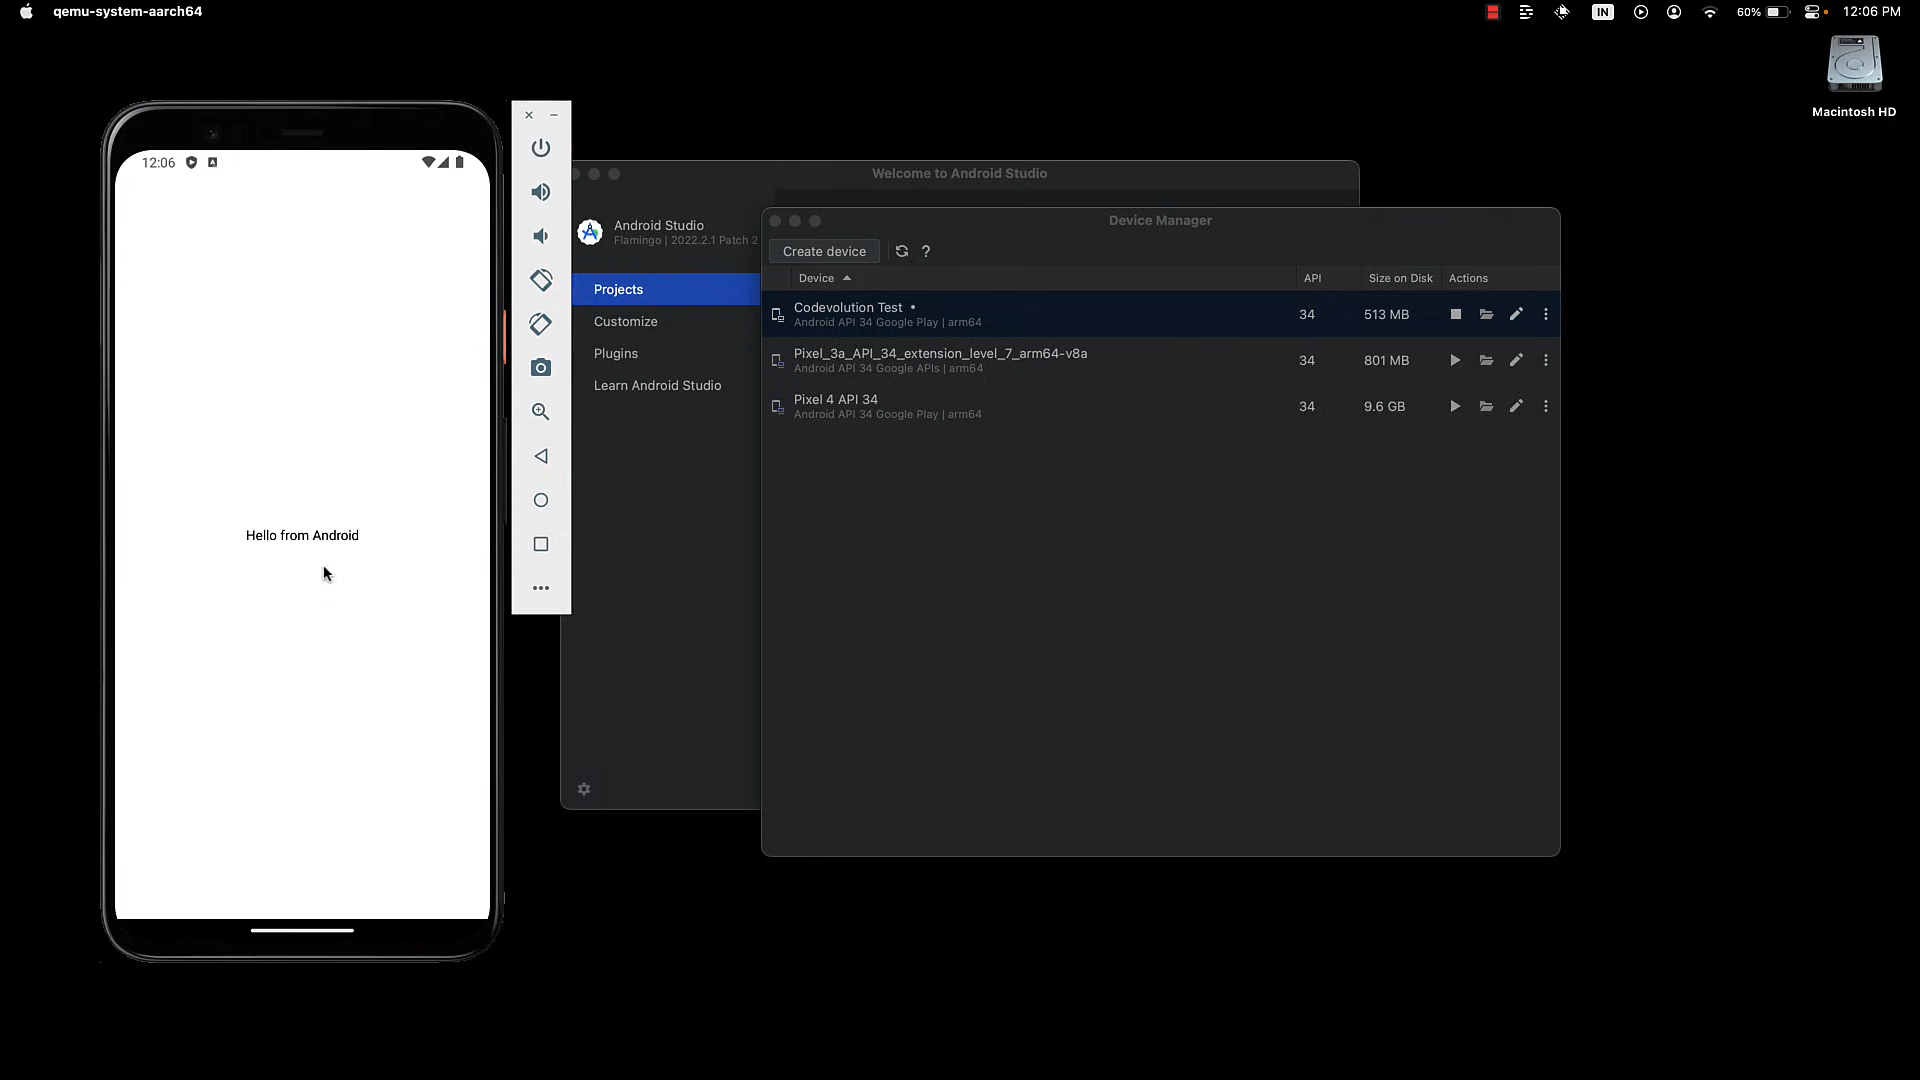 qemu-system-aarch64
IN
60%
12:06 PM
Macintosh HD
12:06
Hello from Android
Welcome to Android Studio
Android Studio
Flamingo | 2022.2.1 Patch 2
Projects
Customize
Plugins
Learn Android Studio
Device Manager
Create device
?
Device
API
Size on Disk
Actions
Codevolution Test •
Android API 34 Google Play | arm64
34
513 MB
Pixel_3a_API_34_extension_level_7_arm64-v8a
Android API 34 Google APIs | arm64
34
801 MB
Pixel 4 API 34
Android API 34 Google Play | arm64
34
9.6 GB